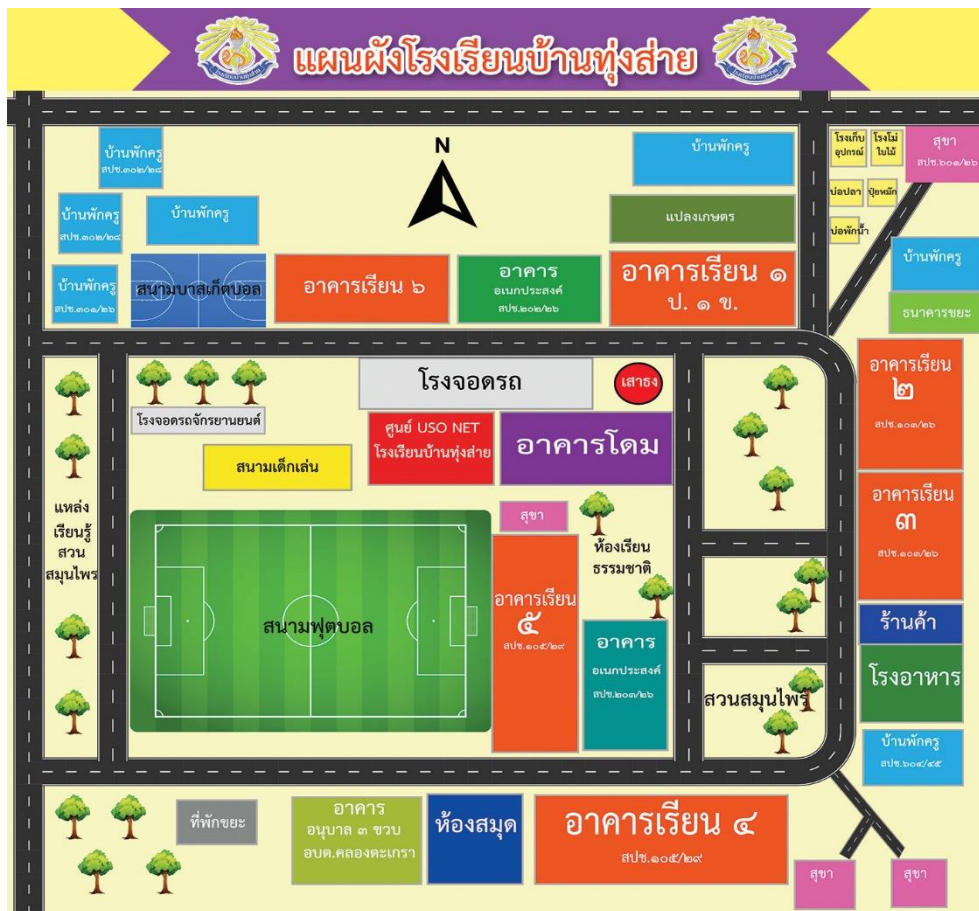 แผนผังโรงเรียนบ้านทุ่งส่าย
N
บ้านพักครู
สปช.๓๐๒/๒๘
บ้านพักครู
สปช.๓๐๒/๒๘
บ้านพักครู
บ้านพักครู
สปช.๓๐๑/๒๖
สนามบาสเก็ตบอล
อาคารเรียน ๖
อาคาร
อเนกประสงค์
สปช.๒๐๒/๒๖
บ้านพักครู
แปลงเกษตร
อาคารเรียน ๑
ป. ๑ ข.
โรงเก็บ
อุปกรณ์
โรงโม่
ใบไม้
บ่อปลา
ปุ๋ยหมัก
บ่อพักน้ำ
สุขา
สปช.๖๐๑/๒๖
บ้านพักครู
ธนาคารขยะ
โรงจอดรถ
เสาธง
โรงจอดรถจักรยานยนต์
ศูนย์ USO NET
โรงเรียนบ้านทุ่งส่าย
อาคารโดม
สนามเด็กเล่น
อาคารเรียน
๒
สปช.๑๐๓/๒๖
อาคารเรียน
๓
สปช.๑๐๓/๒๖
แหล่ง
เรียนรู้
สวน
สมุนไพร
สนามฟุตบอล
สุขา
ห้องเรียน
ธรรมชาติ
อาคารเรียน
๕
สปช.๑๐๕/๒๙
อาคาร
อเนกประสงค์
สปช.๒๐๓/๒๖
สวนสมุนไพร
ร้านค้า
โรงอาหาร
บ้านพักครู
สปช.๖๐๔/๔๕
ที่พักขยะ
อาคาร
อนุบาล ๓ ขวบ
อบต.คลองตะเกรา
ห้องสมุด
อาคารเรียน ๔
สปช.๑๐๕/๒๙
สุขา
สุขา